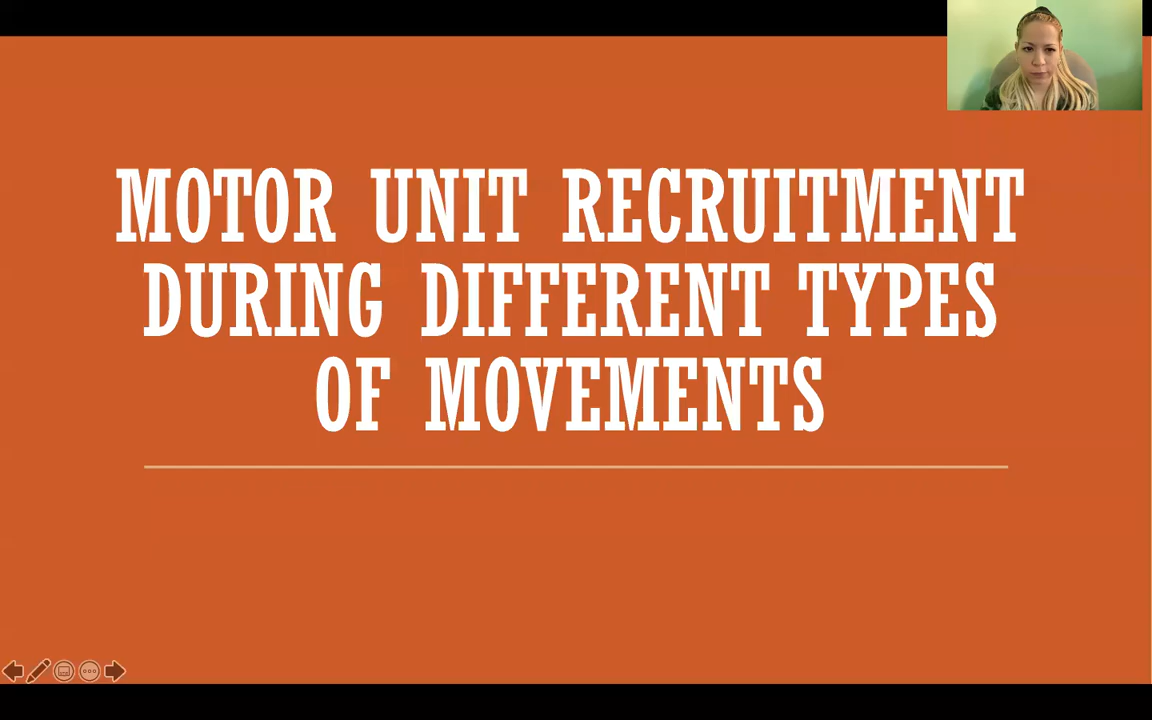 MOTOR UNIT RECRUITMENT
DURING DIFFERENT TYPES
OF MOVEMENTS